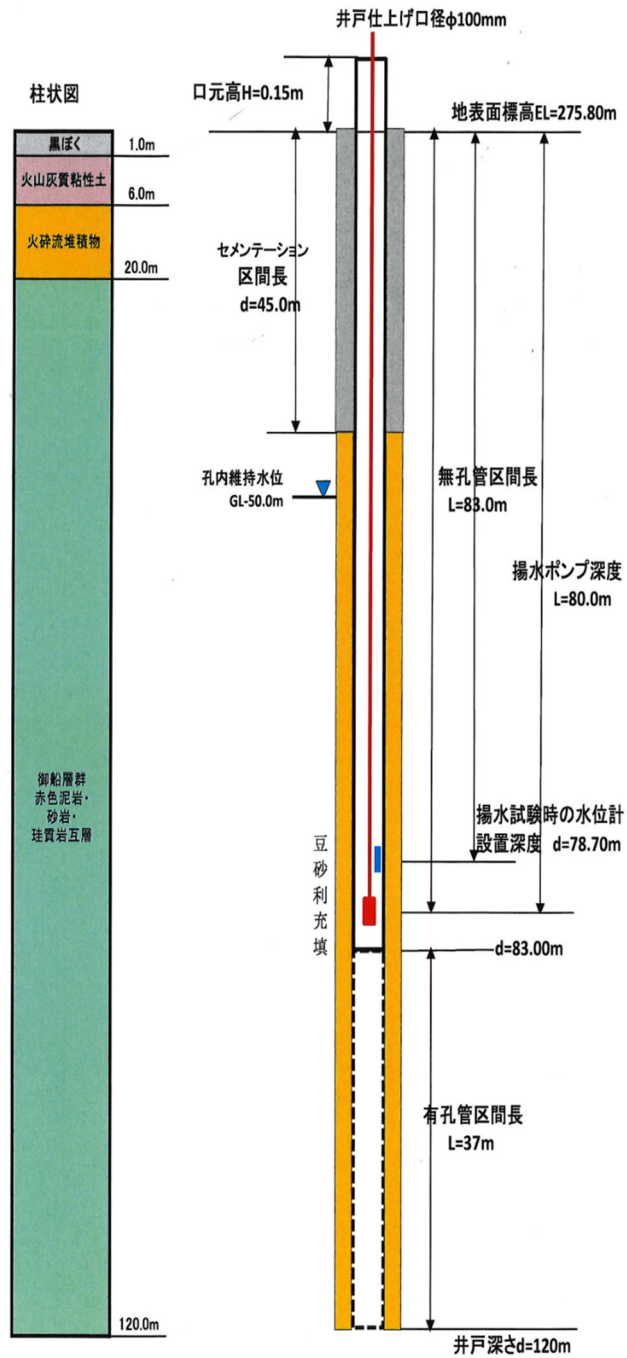 井戸仕上げ口径φ100mm
口元高H=0.15m
柱状図
地表面標高EL=275.80m
黒ぼく
1.0m
火山灰質粘性土
6.0m
火砕流堆積物
20.0m
セメンテーション
区間長
d=45.0m
孔内維持水位
GL-50.0m
無孔管区間長
L=83.0m
揚水ポンプ深度
L=80.0m
御船層群
赤色泥岩・
砂岩・
珪質岩互層
揚水試験時の水位計
設置深度 d=78.70m
豆砂利充填
d=83.00m
有孔管区間長
L=37m
120.0m
井戸深さd=120m